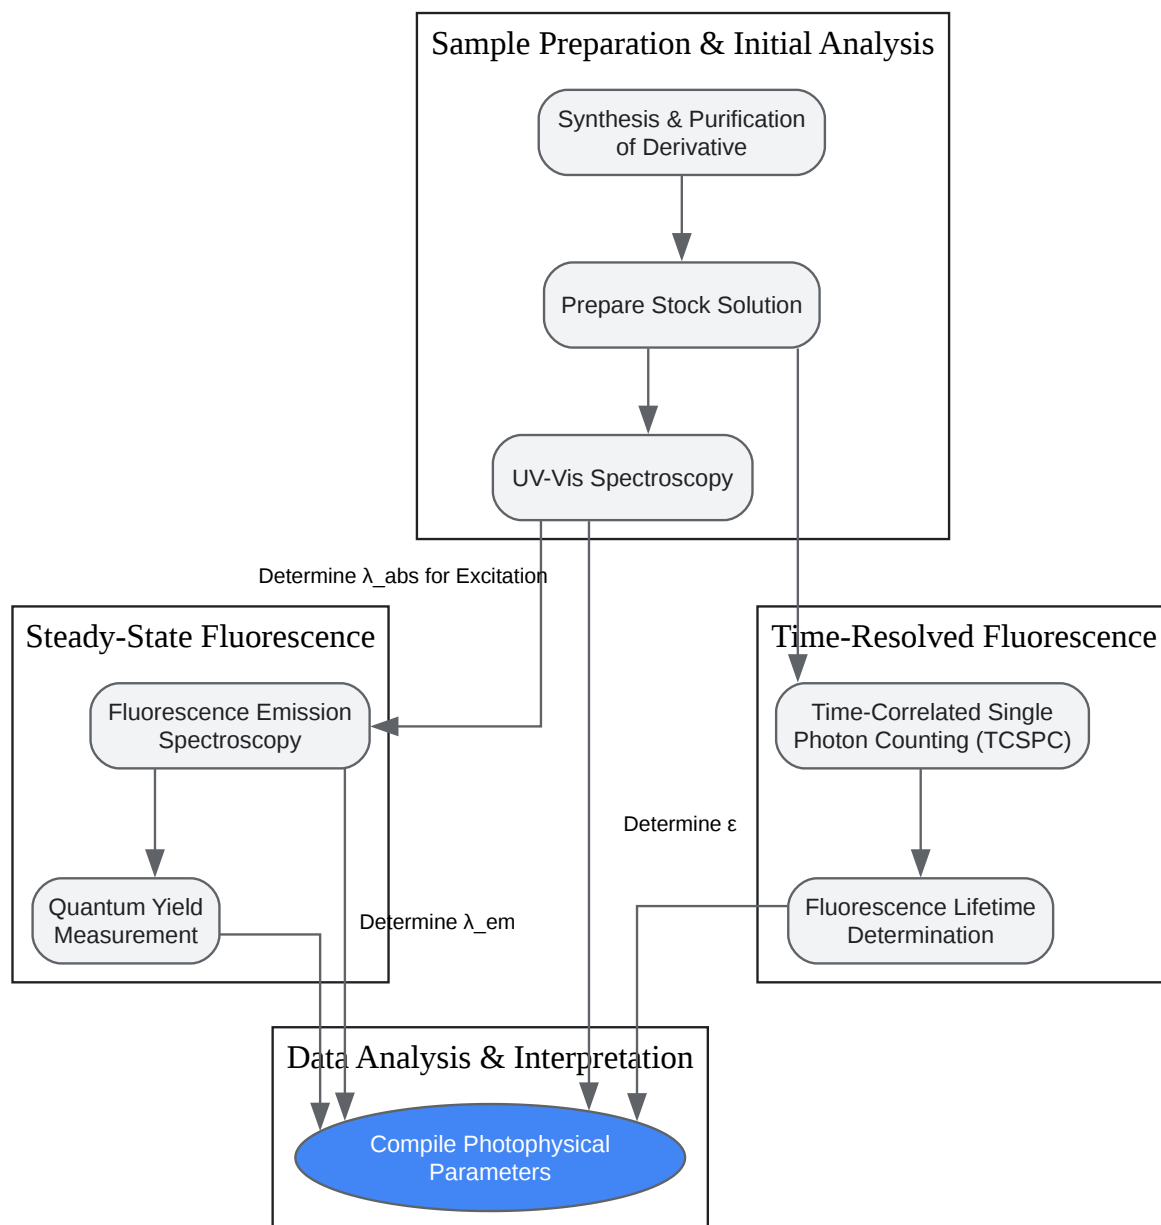 Sample Preparation & Initial Analysis
Synthesis & Purification
of Derivative
Prepare Stock Solution
UV-Vis Spectroscopy
Determine λ_abs for Excitation
Steady-State Fluorescence
Time-Resolved Fluorescence
Fluorescence Emission
Spectroscopy
Time-Correlated Single
Photon Counting (TCSPC)
Determine ε
Quantum Yield
Measurement
Determine λ_em
Fluorescence Lifetime
Determination
Data Analysis & Interpretation
Compile Photophysical
Parameters